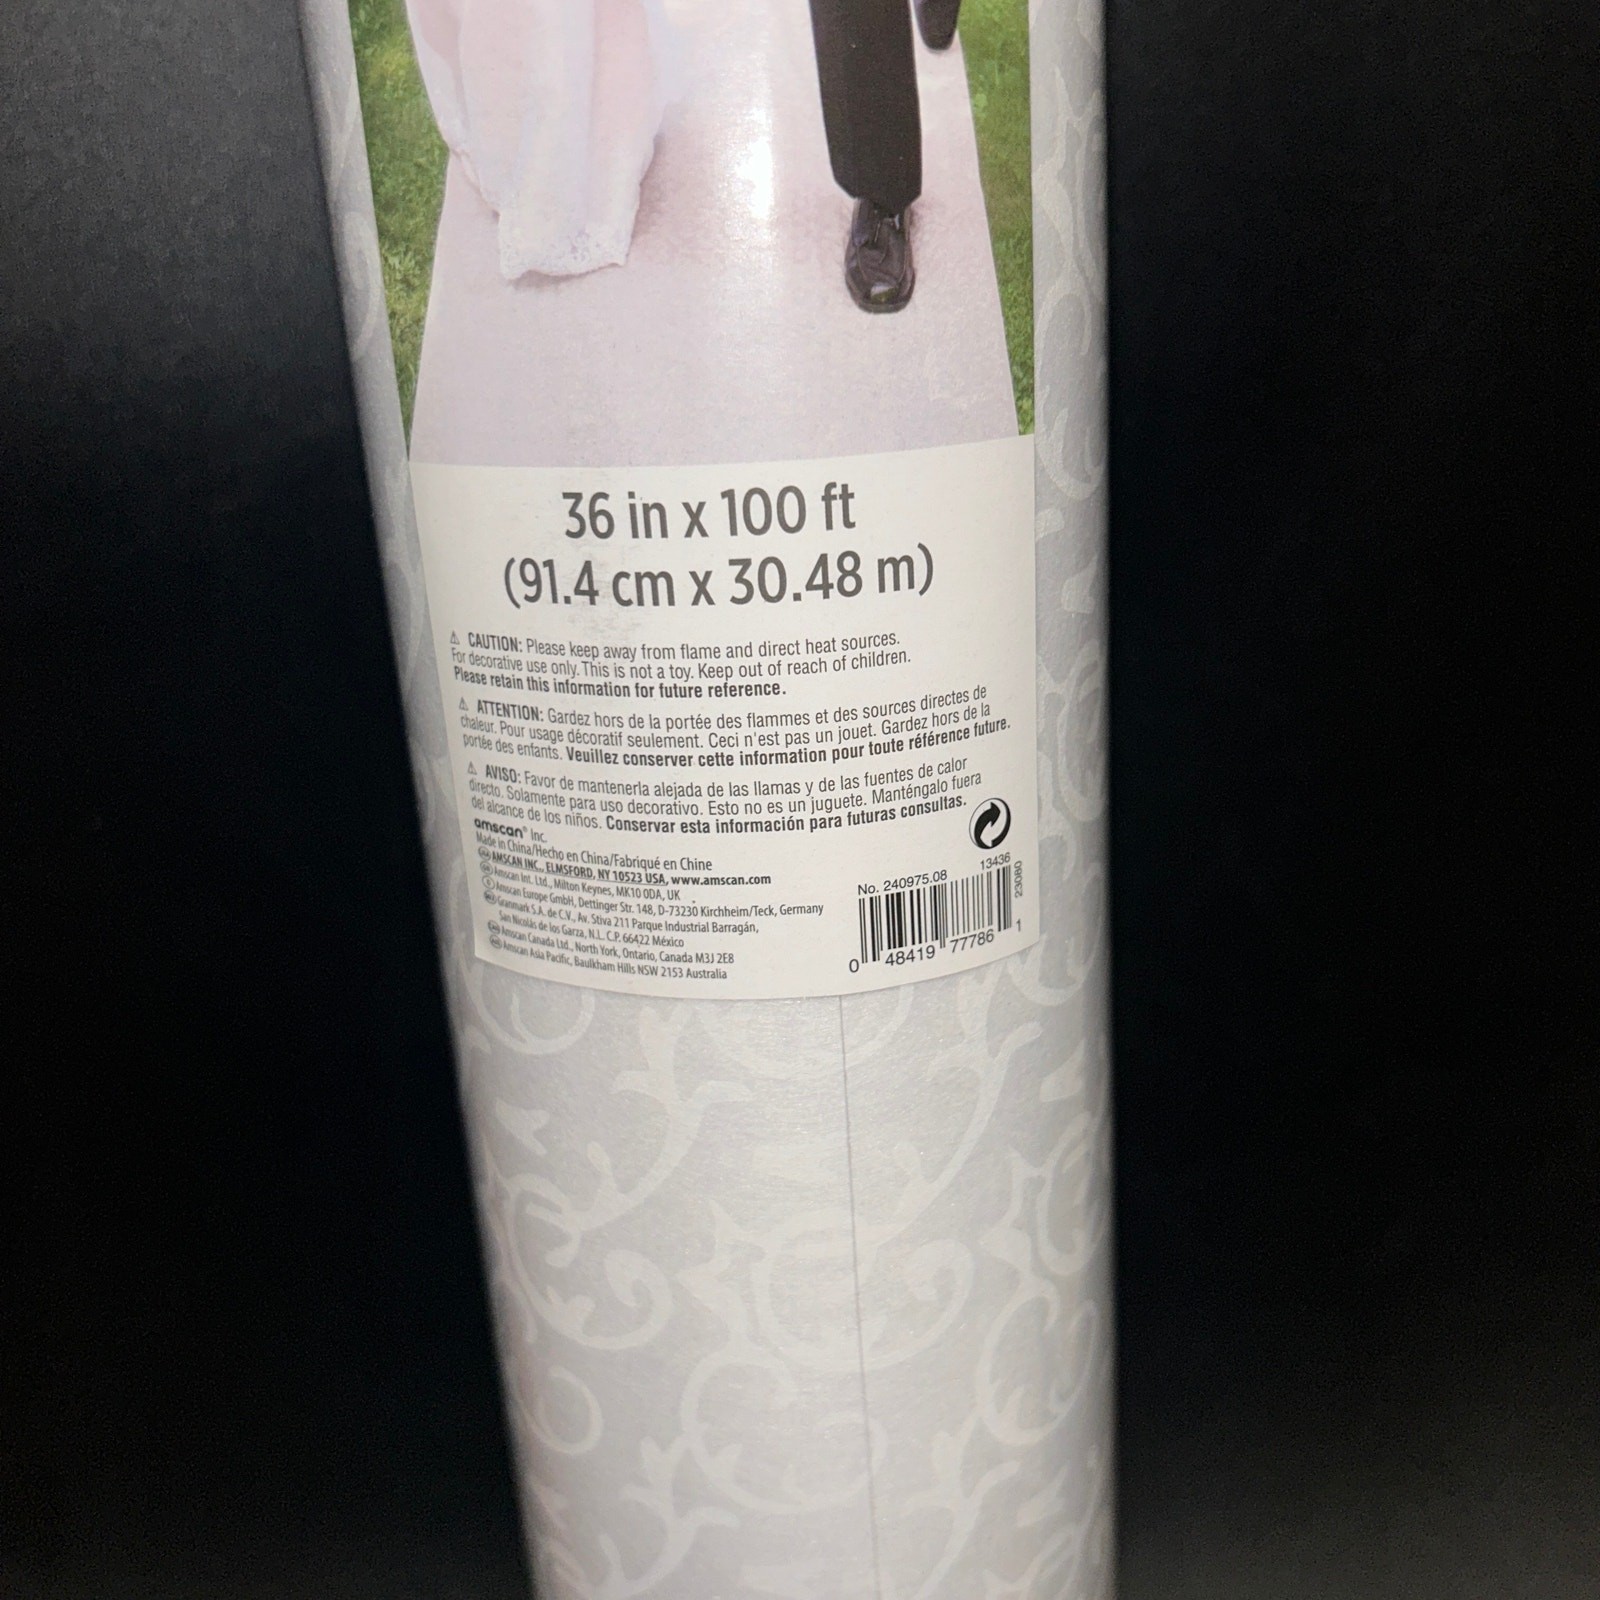 36 in x 100 ft
(91.4 cm x 30.48 m)
⚠ CAUTION: Please keep away from flame and direct heat sources.
For decorative use only. This is not a toy. Keep out of reach of children.
Please retain this information for future reference.
⚠ ATTENTION: Gardez hors de la portée des flammes et des sources directes de
chaleur. Pour usage décoratif seulement. Ceci n'est pas un jouet. Gardez hors de la
portée des enfants. Veuillez conserver cette information pour toute référence future.
⚠ AVISO: Favor de mantenerla alejada de las llamas y de las fuentes de calor
directo. Solamente para uso decorativo. Esto no es un juguete. Manténgalo fuera
del alcance de los niños. Conservar esta información para futuras consultas.
amscan® Inc.
Made in China/Hecho en China/Fabriqué en Chine
AMSCAN INC., ELMSFORD, NY 10523 USA, www.amscan.com
Amscan Int. Ltd., Milton Keynes, MK10 0DA, UK
Amscan Europe GmbH, Dettinger Str. 148, D-73230 Kirchheim/Teck, Germany
Granmark S.A. de C.V., Av. Stiva 211 Parque Industrial Barragán,
San Nicolás de los Garza, N.L. C.P. 66422 México
Amscan Canada Ltd., North York, Ontario, Canada M3J 2E8
Amscan Asia Pacific, Baulkham Hills NSW 2153 Australia
13436
No. 240975.08
23080
0 48419 77786 1